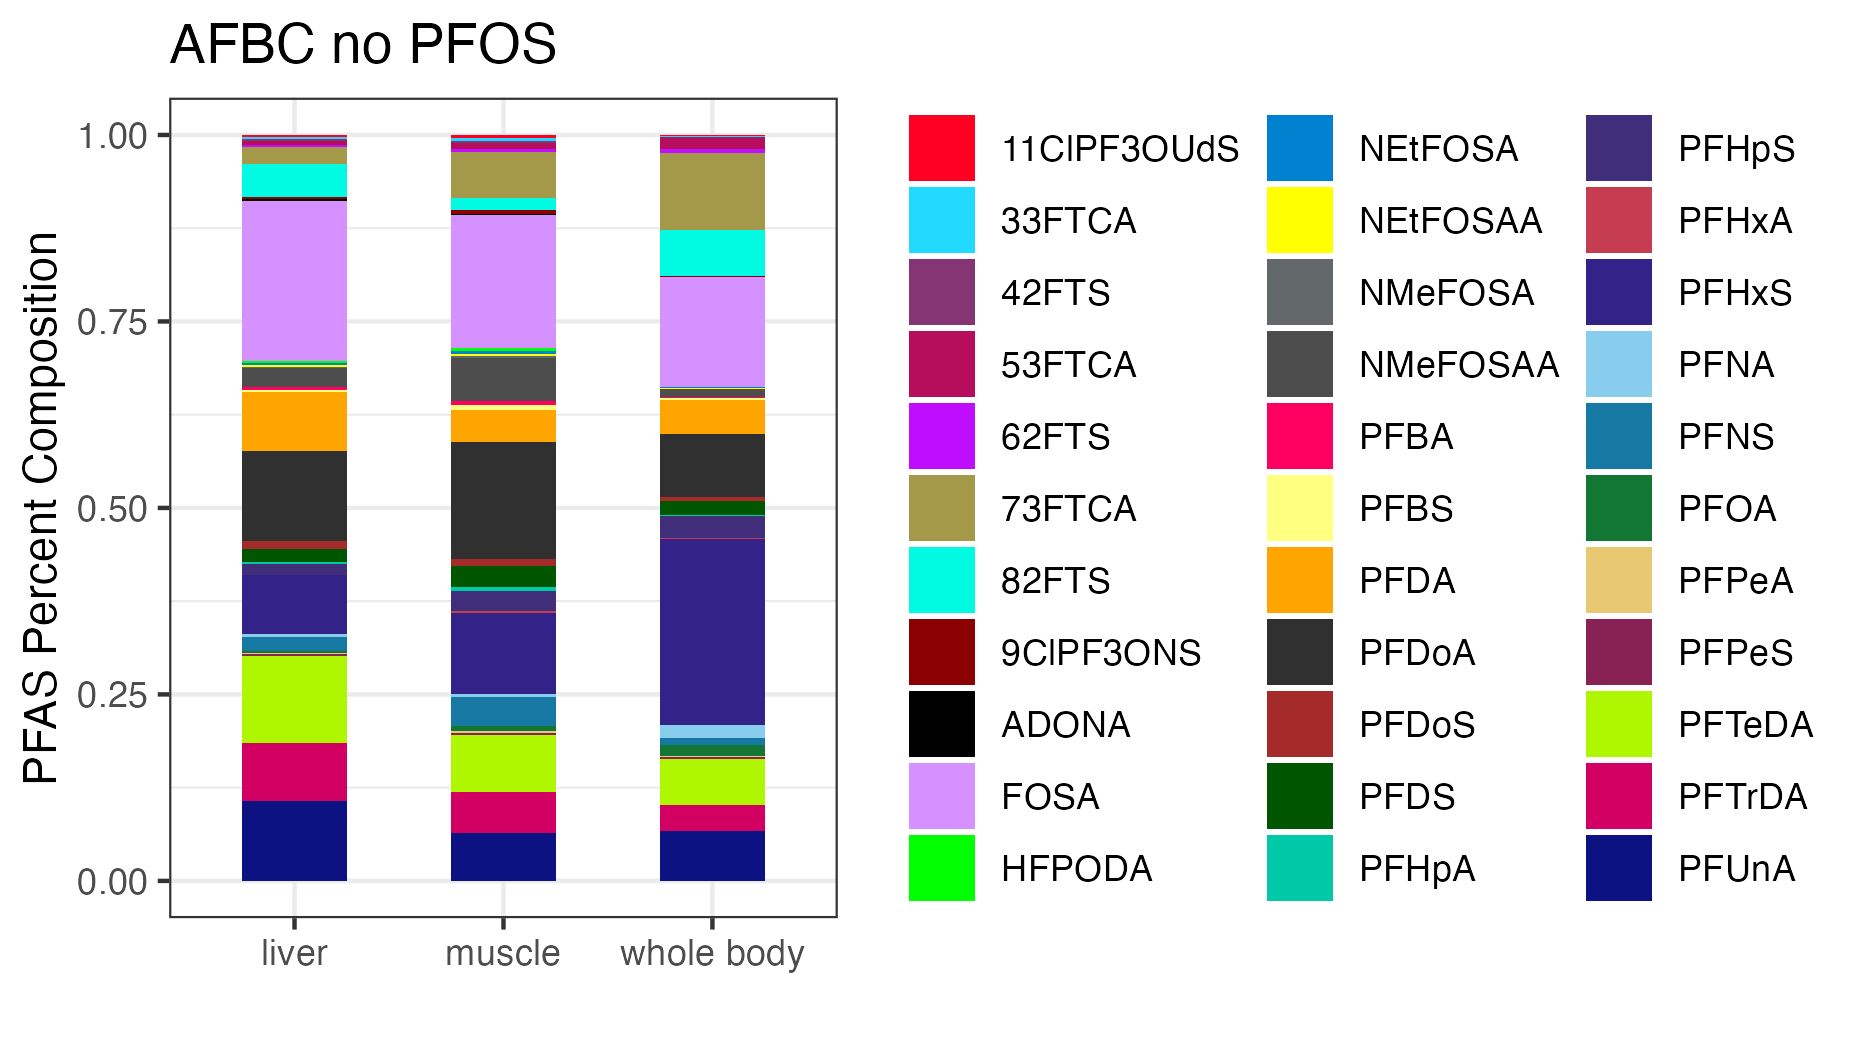 AFBC no PFOS
PFAS Percent Composition
1.00
0.75
0.50
0.25
0.00
liver
muscle
whole body
11ClPF3OUdS
33FTCA
42FTS
53FTCA
62FTS
73FTCA
82FTS
9ClPF3ONS
ADONA
FOSA
HFPODA
NEtFOSA
NEtFOSAA
NMeFOSA
NMeFOSAA
PFBA
PFBS
PFDA
PFDoA
PFDoS
PFDS
PFHpA
PFHpS
PFHxA
PFHxS
PFNA
PFNS
PFOA
PFPeA
PFPeS
PFTeDA
PFTrDA
PFUnA